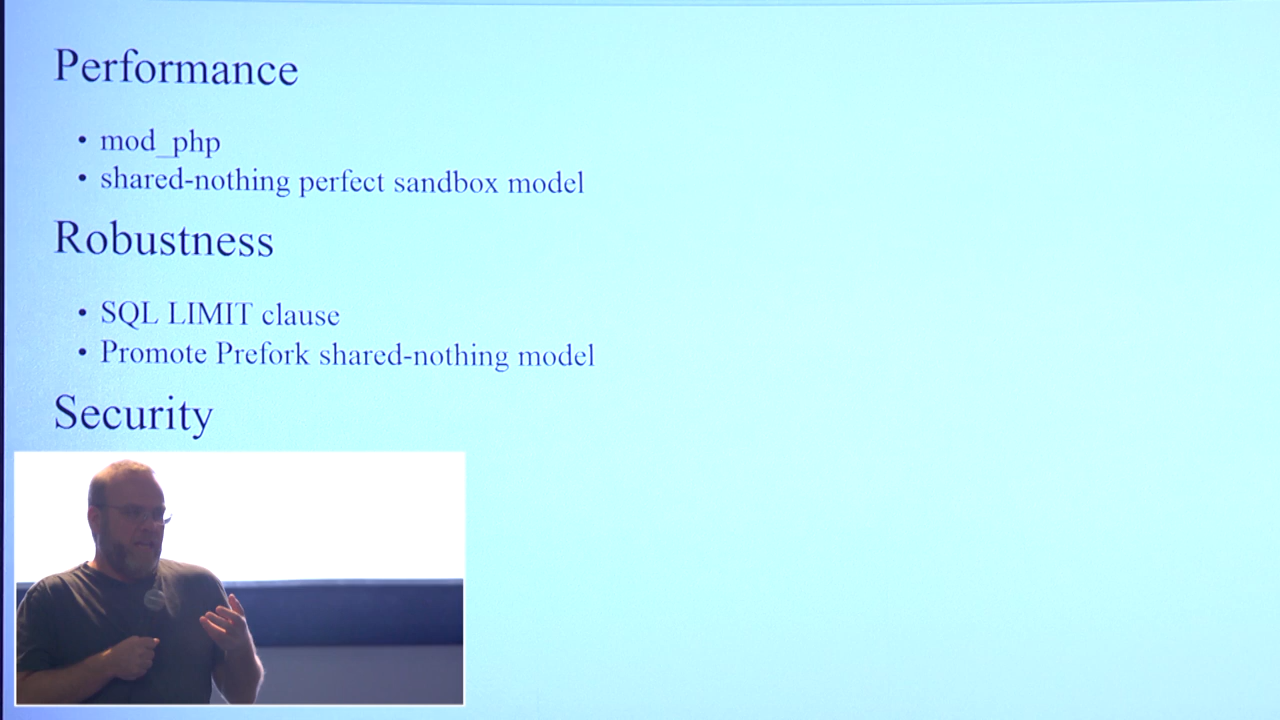 Performance
• mod_php
• shared-nothing perfect sandbox model
Robustness
• SQL LIMIT clause
• Promote Prefork shared-nothing model
Security